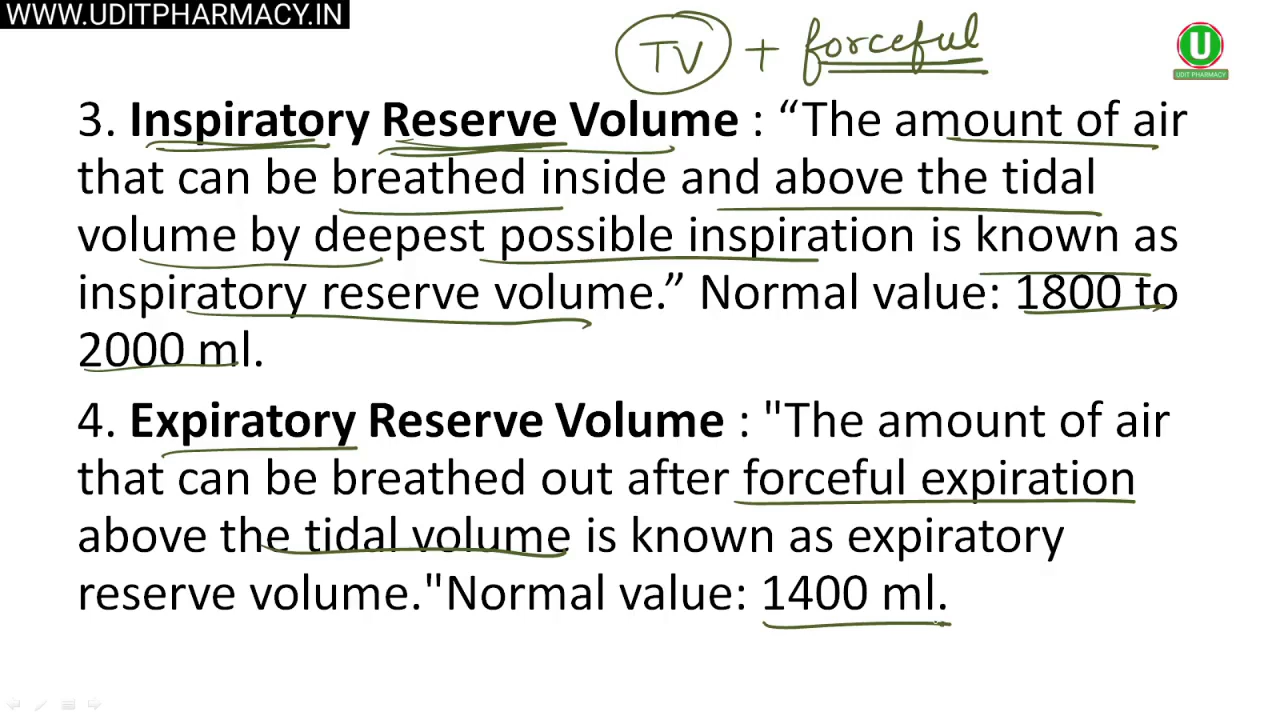 WWW.UDITPHARMACY.IN
TV + forceful
U
UDIT PHARMACY
3. Inspiratory Reserve Volume : “The amount of air
that can be breathed inside and above the tidal
volume by deepest possible inspiration is known as
inspiratory reserve volume.” Normal value: 1800 to
2000 ml.
4. Expiratory Reserve Volume : "The amount of air
that can be breathed out after forceful expiration
above the tidal volume is known as expiratory
reserve volume."Normal value: 1400 ml.